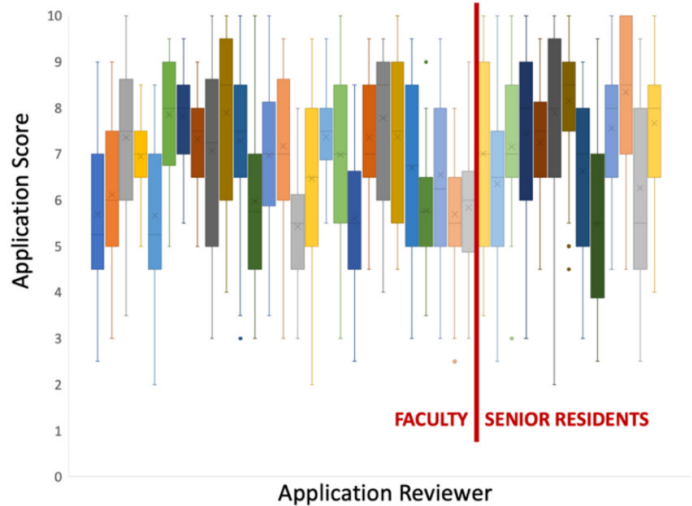 10
9
8
7
6
5
4
3
2
1
0
Application Score
FACULTY
SENIOR RESIDENTS
Application Reviewer